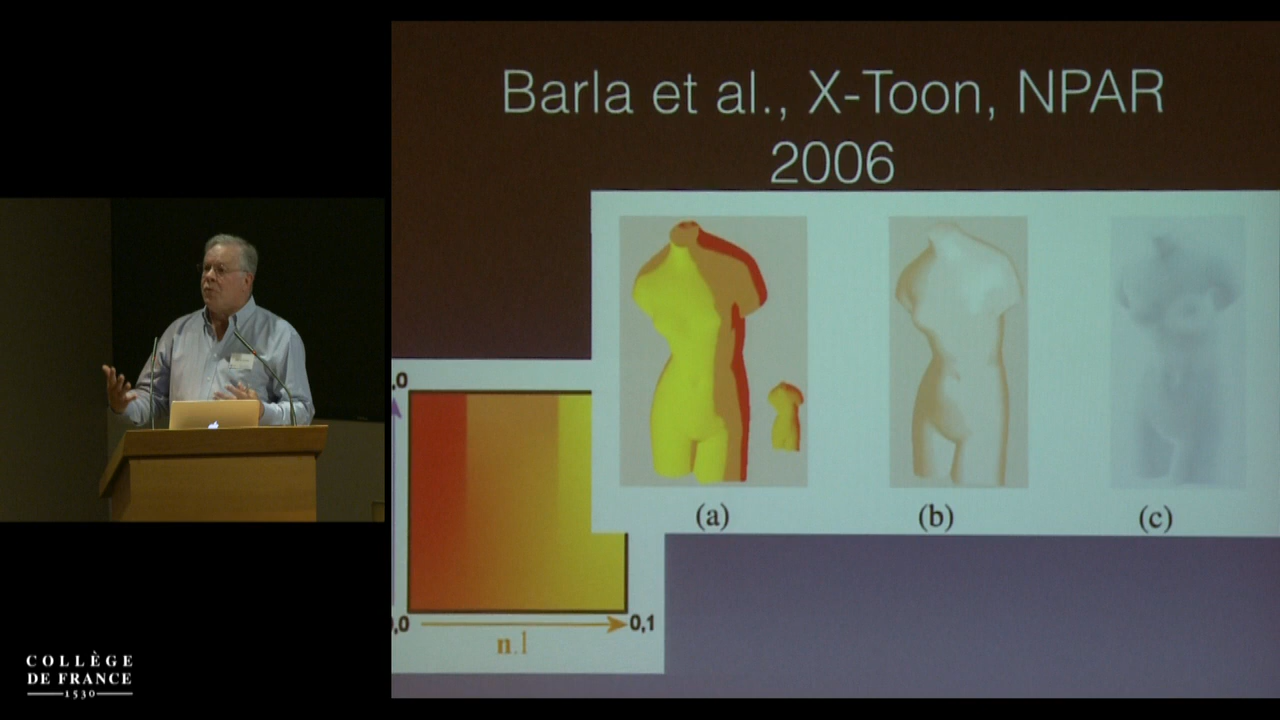 Barla et al., X-Toon, NPAR
2006
(a)
(b)
(c)
.0
,0
0,1
n.l
COLLÈGE
DE FRANCE
1530